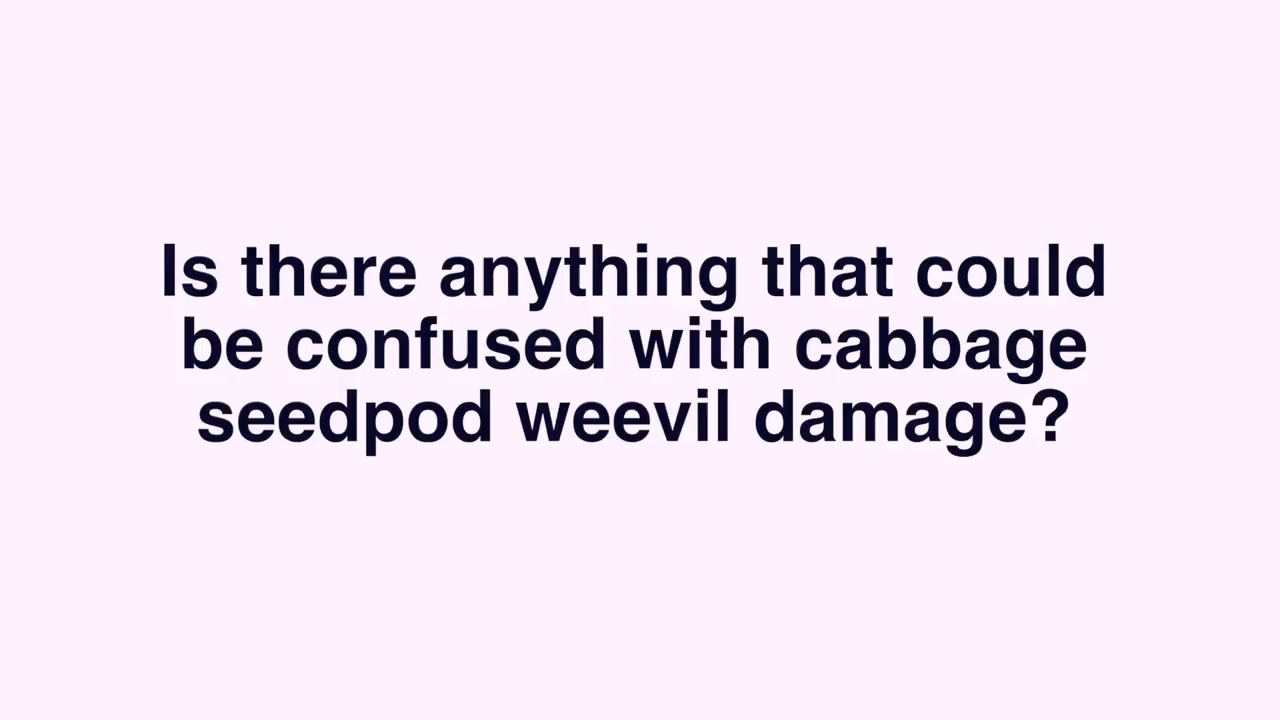 Is there anything that could
be confused with cabbage
seedpod weevil damage?